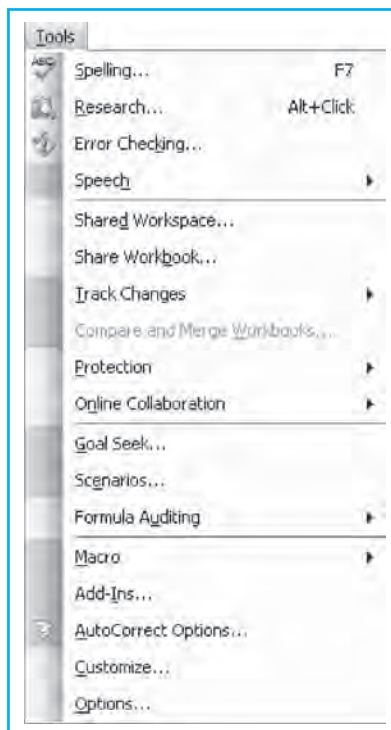 Tools
ABC
Spelling... F7
Research... Alt+Click
Error Checking...
Speech
Shared Workspace...
Share Workbook...
Track Changes
Compare and Merge Workbooks...
Protection
Online Collaboration
Goal Seek...
Scenarios...
Formula Auditing
Macro
Add-Ins...
AutoCorrect Options...
Customize...
Options...